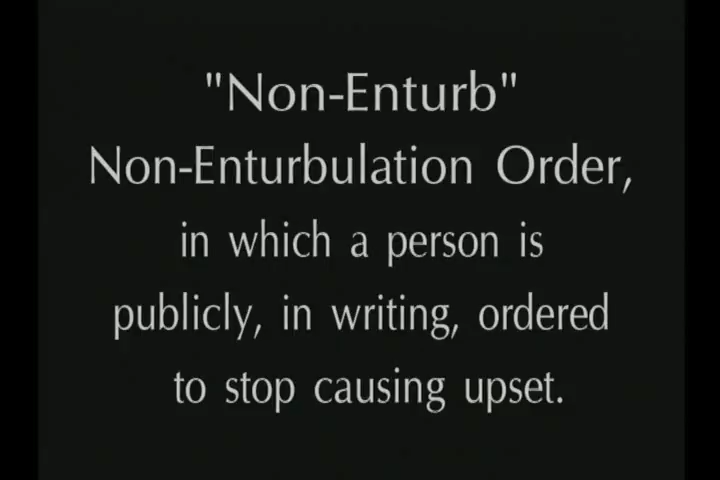 "Non-Enturb"
Non-Enturbulation Order,
in which a person is
publicly, in writing, ordered
to stop causing upset.